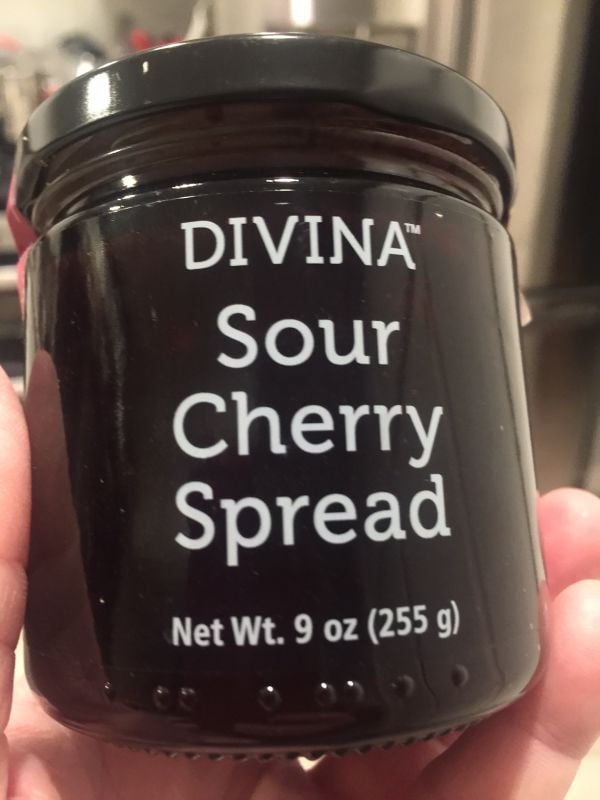 DIVINA™
Sour
Cherry
Spread
Net Wt. 9 oz (255 g)